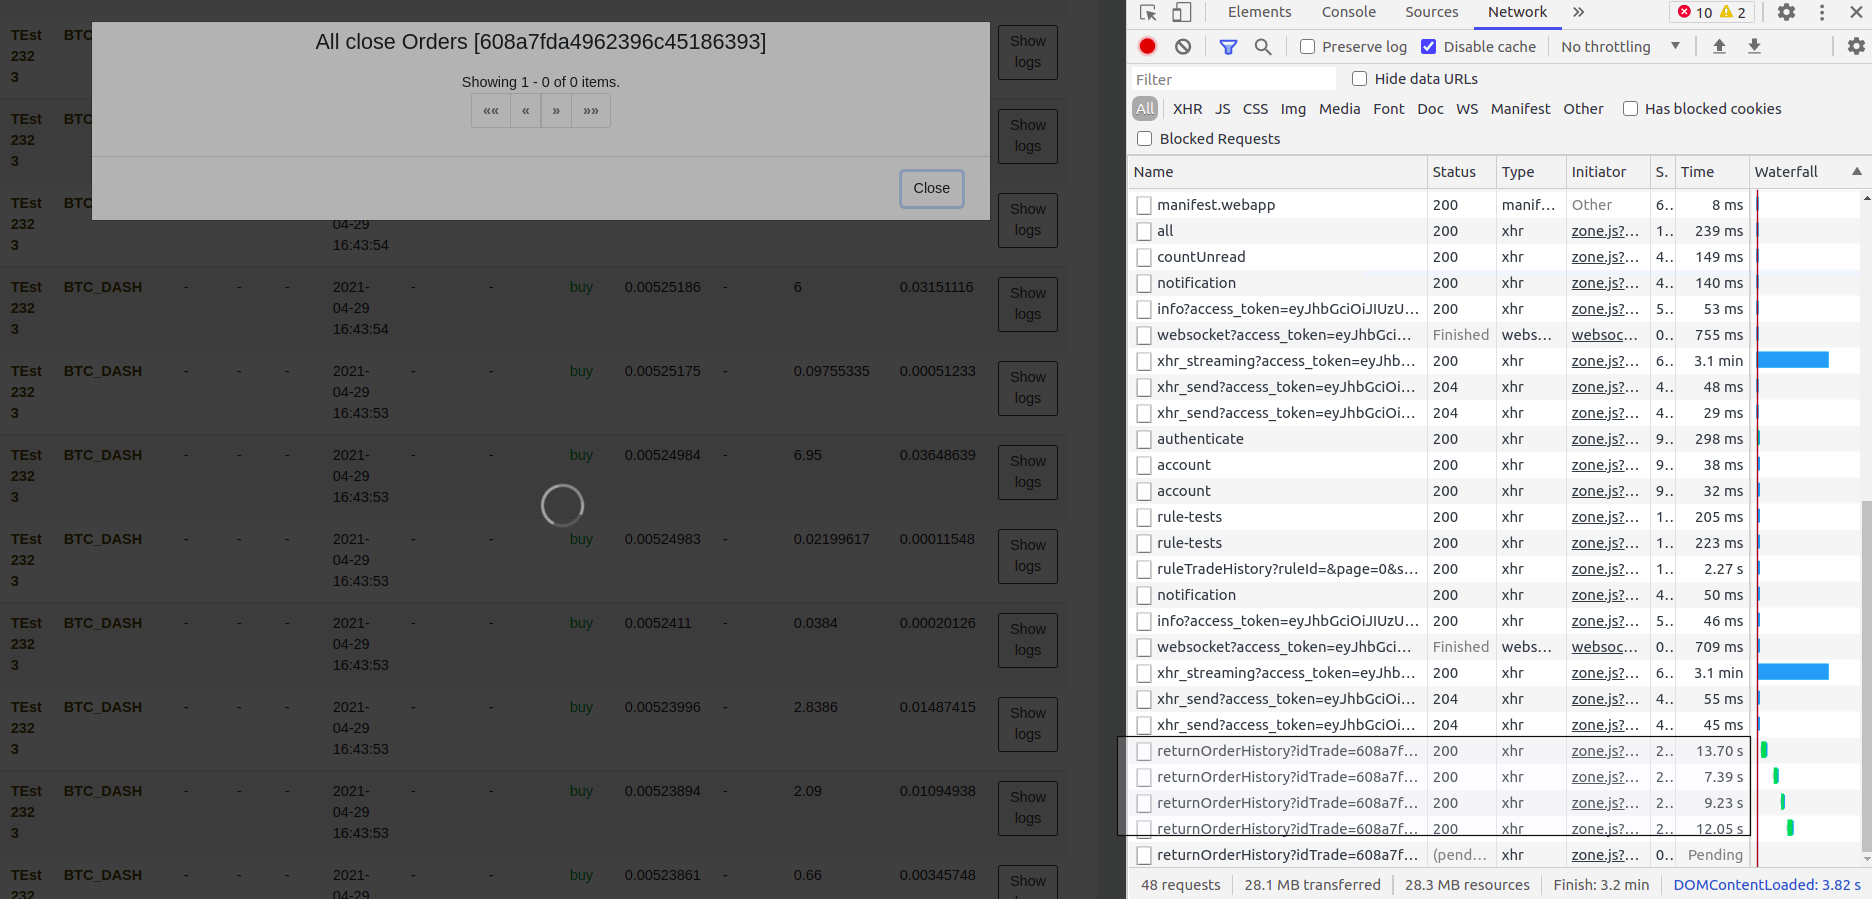 All close Orders [608a7fda4962396c45186393]
Showing 1 - 0 of 0 items.
«« « » »»
Close
TEst 232 3 BTC_ Show logs
TEst 232 3 BTC_ Show logs
TEst 232 3 BTC_ 04-29 16:43:54 Show logs
TEst 232 3 BTC_DASH - - - 2021-04-29 16:43:54 - - buy 0.00525186 - 6 0.03151116 Show logs
TEst 232 3 BTC_DASH - - - 2021-04-29 16:43:53 - - buy 0.00525175 - 0.09755335 0.00051233 Show logs
TEst 232 3 BTC_DASH - - - 2021-04-29 16:43:53 - - buy 0.00524984 - 6.95 0.03648639 Show logs
TEst 232 3 BTC_DASH - - - 2021-04-29 16:43:53 - - buy 0.00524983 - 0.02199617 0.00011548 Show logs
TEst 232 3 BTC_DASH - - - 2021-04-29 16:43:53 - - buy 0.0052411 - 0.0384 0.00020126 Show logs
TEst 232 3 BTC_DASH - - - 2021-04-29 16:43:53 - - buy 0.00523996 - 2.8386 0.01487415 Show logs
TEst 232 3 BTC_DASH - - - 2021-04-29 16:43:53 - - buy 0.00523894 - 2.09 0.01094938 Show logs
TEst 232 BTC_DASH - - - 2021-04-29 - - buy 0.00523861 - 0.66 0.00345748 Show
Elements Console Sources Network » 10 2
Preserve log Disable cache No throttling
Filter Hide data URLs
All XHR JS CSS Img Media Font Doc WS Manifest Other Has blocked cookies
Blocked Requests
Name Status Type Initiator S. Time Waterfall
manifest.webapp 200 manif... Other 6.. 8 ms
all 200 xhr zone.js?... 1.. 239 ms
countUnread 200 xhr zone.js?... 4.. 149 ms
notification 200 xhr zone.js?... 4.. 140 ms
info?access_token=eyJhbGciOiJIUzU... 200 xhr zone.js?... 5.. 53 ms
websocket?access_token=eyJhbGci... Finished webs... websoc... 0.. 755 ms
xhr_streaming?access_token=eyJhb... 200 xhr zone.js?... 6.. 3.1 min
xhr_send?access_token=eyJhbGciOi... 204 xhr zone.js?... 4.. 48 ms
xhr_send?access_token=eyJhbGciOi... 204 xhr zone.js?... 4.. 29 ms
authenticate 200 xhr zone.js?... 9.. 298 ms
account 200 xhr zone.js?... 9.. 38 ms
account 200 xhr zone.js?... 9.. 32 ms
rule-tests 200 xhr zone.js?... 1.. 205 ms
rule-tests 200 xhr zone.js?... 1.. 223 ms
ruleTradeHistory?ruleId=&page=0&s... 200 xhr zone.js?... 1.. 2.27 s
notification 200 xhr zone.js?... 4.. 50 ms
info?access_token=eyJhbGciOiJIUzU... 200 xhr zone.js?... 5.. 46 ms
websocket?access_token=eyJhbGci... Finished webs... websoc... 0.. 709 ms
xhr_streaming?access_token=eyJhb... 200 xhr zone.js?... 6.. 3.1 min
xhr_send?access_token=eyJhbGciOi... 204 xhr zone.js?... 4.. 55 ms
xhr_send?access_token=eyJhbGciOi... 204 xhr zone.js?... 4.. 45 ms
returnOrderHistory?idTrade=608a7f... 200 xhr zone.js?... 2.. 13.70 s
returnOrderHistory?idTrade=608a7f... 200 xhr zone.js?... 2.. 7.39 s
returnOrderHistory?idTrade=608a7f... 200 xhr zone.js?... 2.. 9.23 s
returnOrderHistory?idTrade=608a7f... 200 xhr zone.js?... 2.. 12.05 s
returnOrderHistory?idTrade=608a7f... (pend... xhr zone.js?... 0.. Pending
48 requests 28.1 MB transferred 28.3 MB resources Finish: 3.2 min DOMContentLoaded: 3.82 s